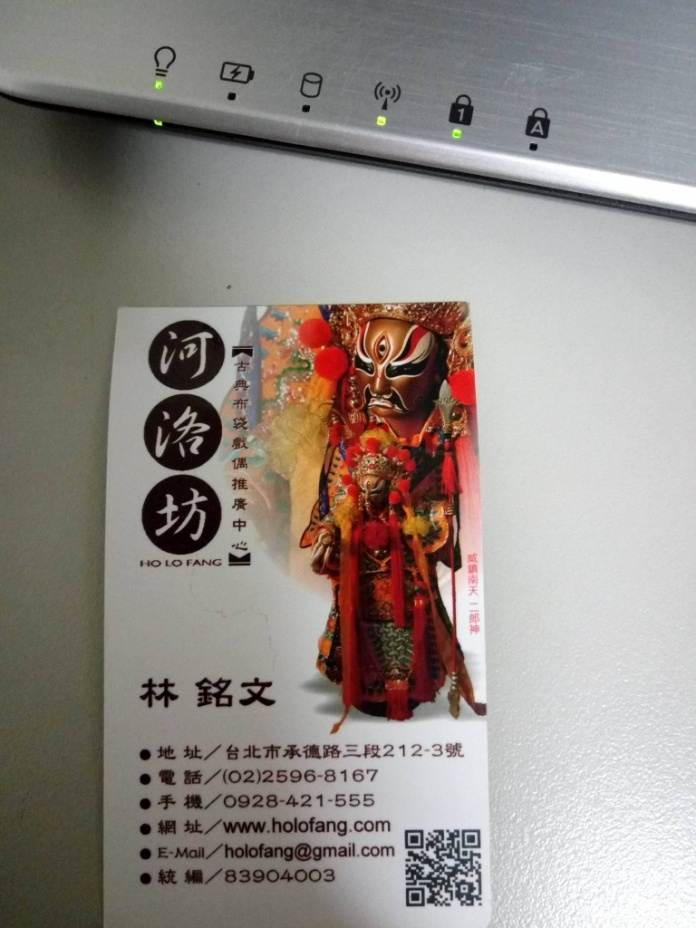 1
A
河洛坊
HO LO FANG
【古典布袋戲偶推廣中心】
威鎮南天 二郎神
林 銘文
● 地 址／台北市承德路三段212-3號
● 電 話／(02)2596-8167
● 手 機／0928-421-555
● 網 址／www.holofang.com
● E-Mail／holofang@gmail.com
● 統 編／83904003